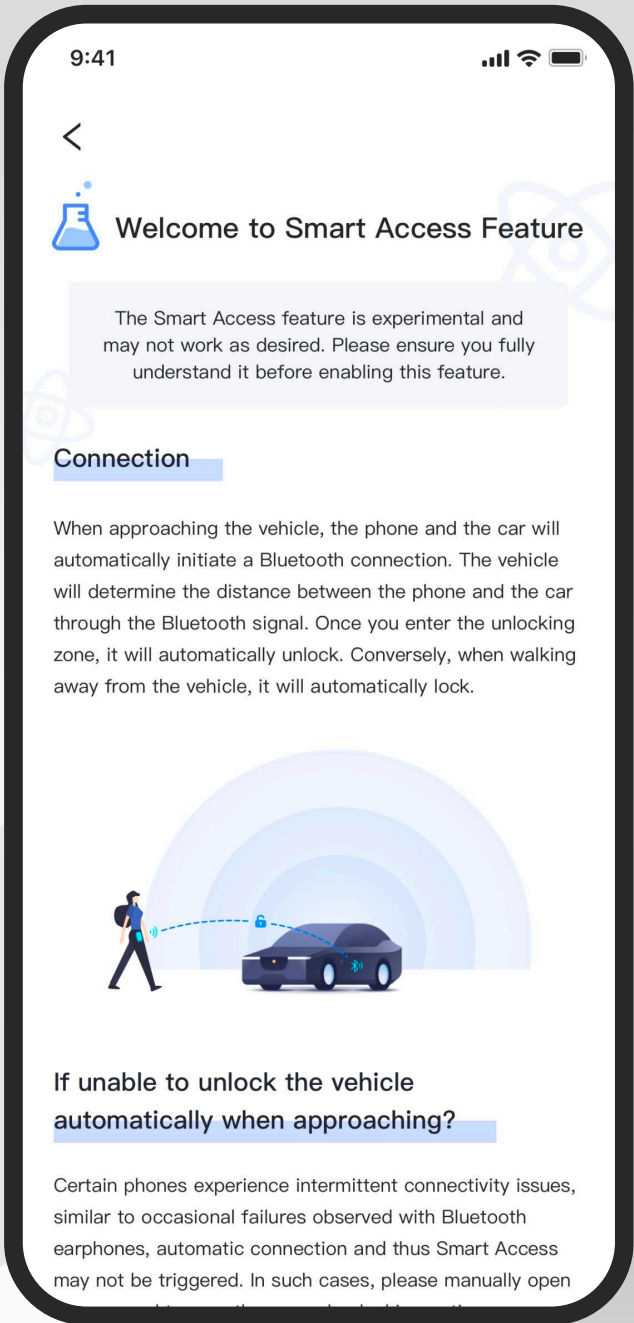 9:41
Welcome to Smart Access Feature
The Smart Access feature is experimental and
may not work as desired. Please ensure you fully
understand it before enabling this feature.
Connection
When approaching the vehicle, the phone and the car will
automatically initiate a Bluetooth connection. The vehicle
will determine the distance between the phone and the car
through the Bluetooth signal. Once you enter the unlocking
zone, it will automatically unlock. Conversely, when walking
away from the vehicle, it will automatically lock.
If unable to unlock the vehicle
automatically when approaching?
Certain phones experience intermittent connectivity issues,
similar to occasional failures observed with Bluetooth
earphones, automatic connection and thus Smart Access
may not be triggered. In such cases, please manually open